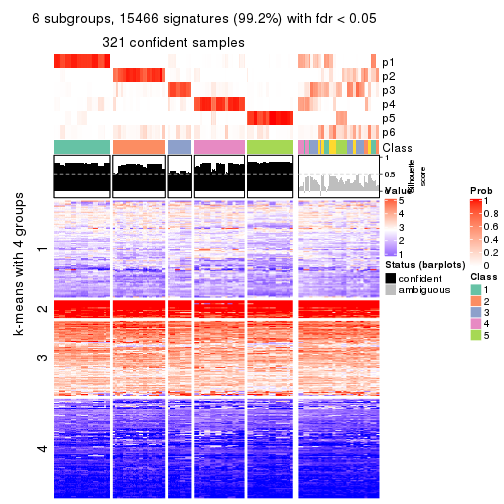 6 subgroups, 15466 signatures (99.2%) with fdr < 0.05
321 confident samples
p1
p2
p3
p4
p5
p6
Class
1
0.5
0
Silhouette
score
k-means with 4 groups
1
2
3
4
Value
5
4
3
2
1
Status (barplots)
confident
ambiguous
Prob
1
0.8
0.6
0.4
0.2
0
Class
1
2
3
4
5